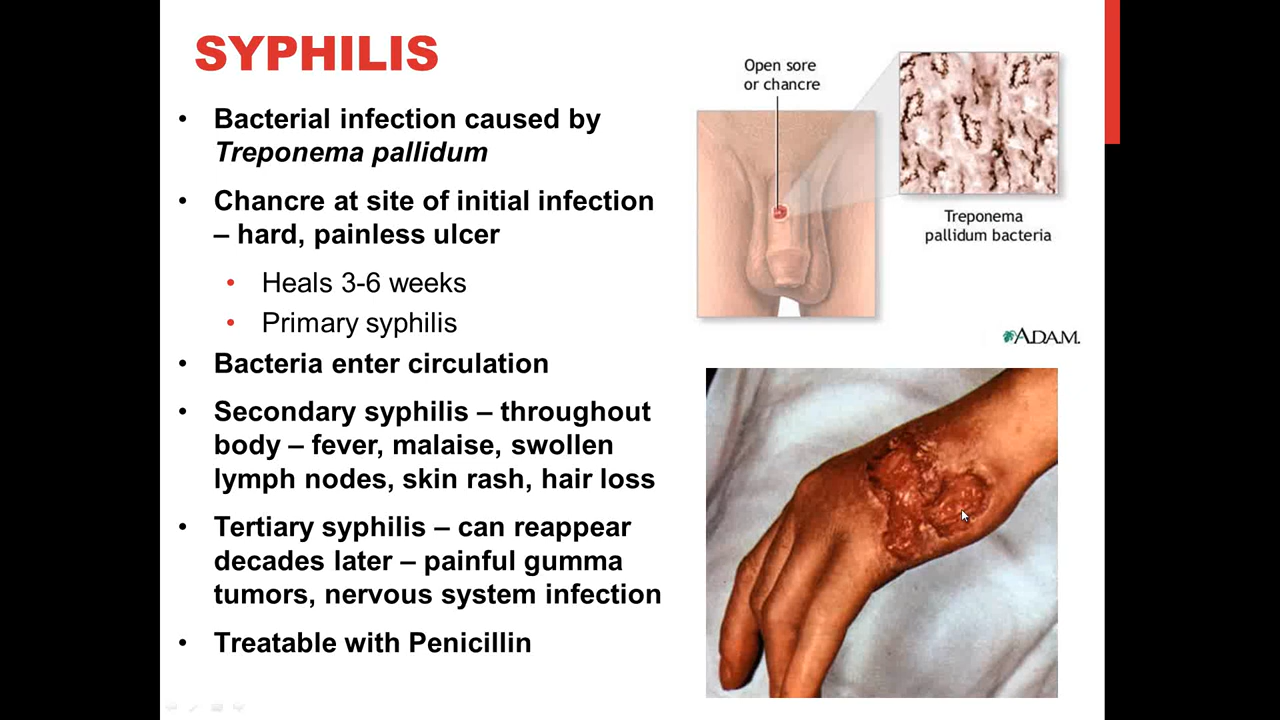 SYPHILIS
• Bacterial infection caused by
Treponema pallidum
• Chancre at site of initial infection
– hard, painless ulcer
• Heals 3-6 weeks
• Primary syphilis
• Bacteria enter circulation
• Secondary syphilis – throughout
body – fever, malaise, swollen
lymph nodes, skin rash, hair loss
• Tertiary syphilis – can reappear
decades later – painful gumma
tumors, nervous system infection
• Treatable with Penicillin
Open sore
or chancre
Treponema
pallidum bacteria
ADAM.